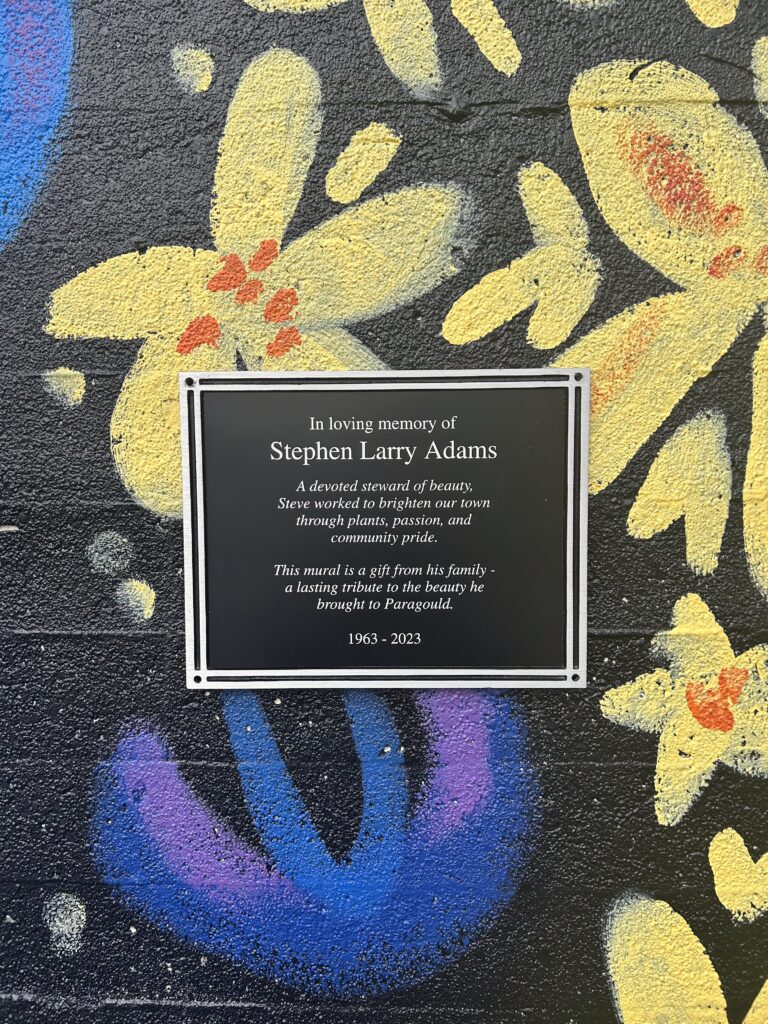 In loving memory of
Stephen Larry Adams
A devoted steward of beauty,
Steve worked to brighten our town
through plants, passion, and
community pride.
This mural is a gift from his family -
a lasting tribute to the beauty he
brought to Paragould.
1963 - 2023